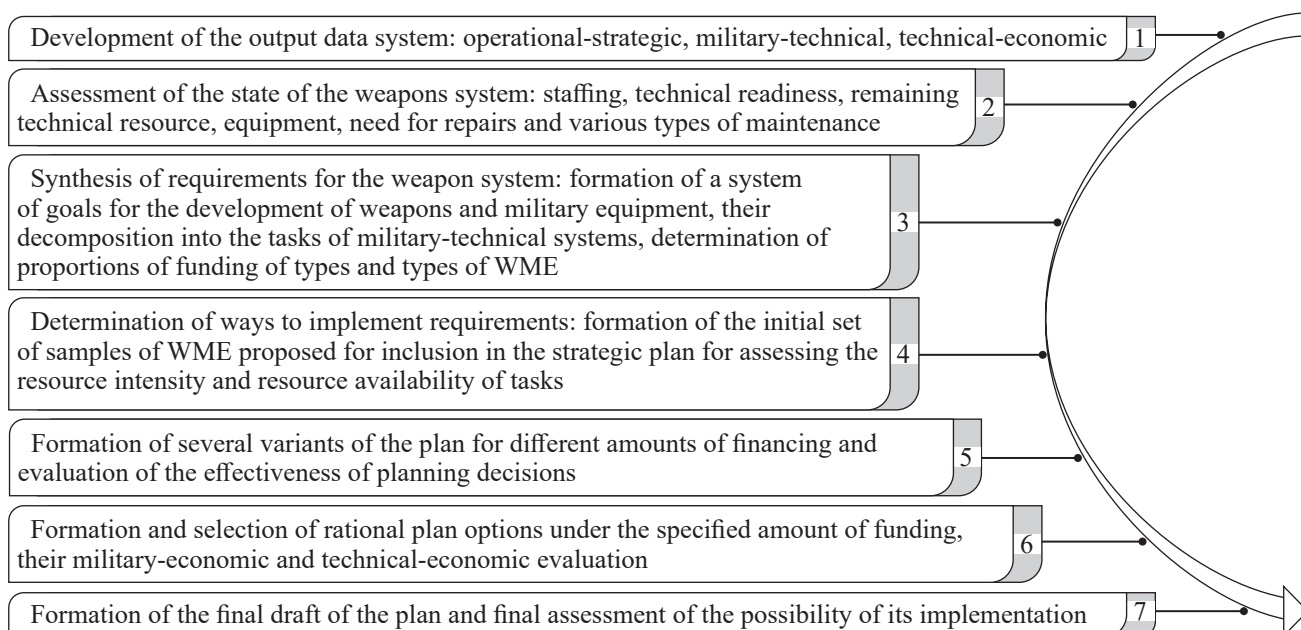 Development of the output data system: operational-strategic, military-technical, technical-economic
1
Assessment of the state of the weapons system: staffing, technical readiness, remaining
technical resource, equipment, need for repairs and various types of maintenance
2
Synthesis of requirements for the weapon system: formation of a system
of goals for the development of weapons and military equipment, their
decomposition into the tasks of military-technical systems, determination of
proportions of funding of types and types of WME
3
Determination of ways to implement requirements: formation of the initial set
of samples of WME proposed for inclusion in the strategic plan for assessing the
resource intensity and resource availability of tasks
4
Formation of several variants of the plan for different amounts of financing and
evaluation of the effectiveness of planning decisions
5
Formation and selection of rational plan options under the specified amount of funding,
their military-economic and technical-economic evaluation
6
Formation of the final draft of the plan and final assessment of the possibility of its implementation
7